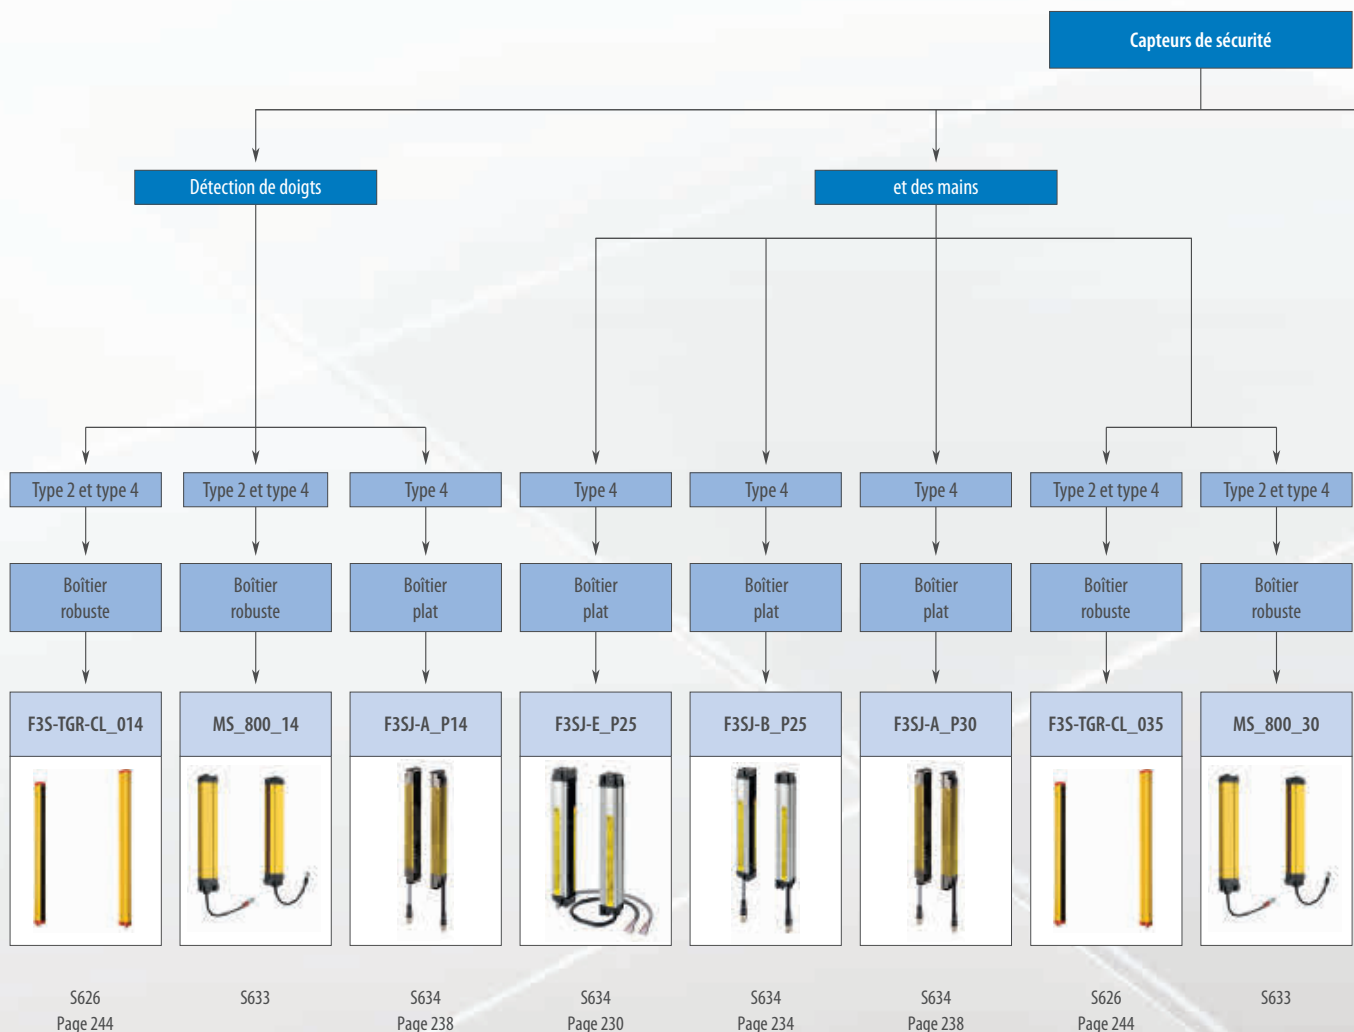 Capteurs de sécurité
Détection de doigts
et des mains
Type 2 et type 4
Type 2 et type 4
Type 4
Type 4
Type 4
Type 4
Type 2 et type 4
Type 2 et type 4
Boîtier
robuste
Boîtier
robuste
Boîtier
plat
Boîtier
plat
Boîtier
plat
Boîtier
plat
Boîtier
robuste
Boîtier
robuste
F3S-TGR-CL_014
MS_800_14
F3SJ-A_P14
F3SJ-E_P25
F3SJ-B_P25
F3SJ-A_P30
F3S-TGR-CL_035
MS_800_30
S626
Page 244
S633
S634
Page 238
S634
Page 230
S634
Page 234
S634
Page 238
S626
Page 244
S633